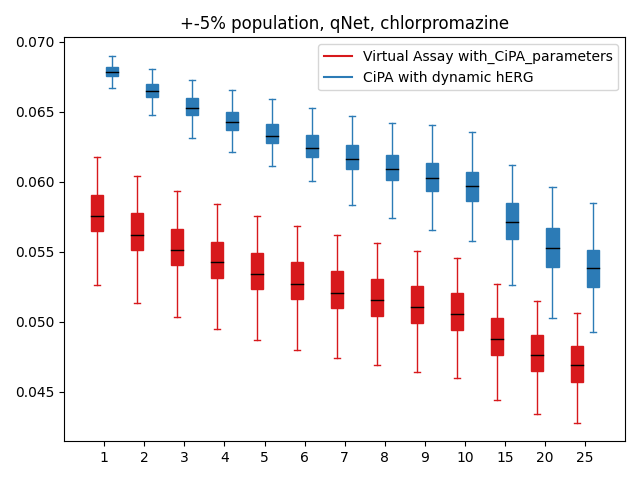 +-5% population, qNet, chlorpromazine
Virtual Assay with_CiPA_parameters
CiPA with dynamic hERG
0.070
0.065
0.060
0.055
0.050
0.045
1 2 3 4 5 6 7 8 9 10 15 20 25